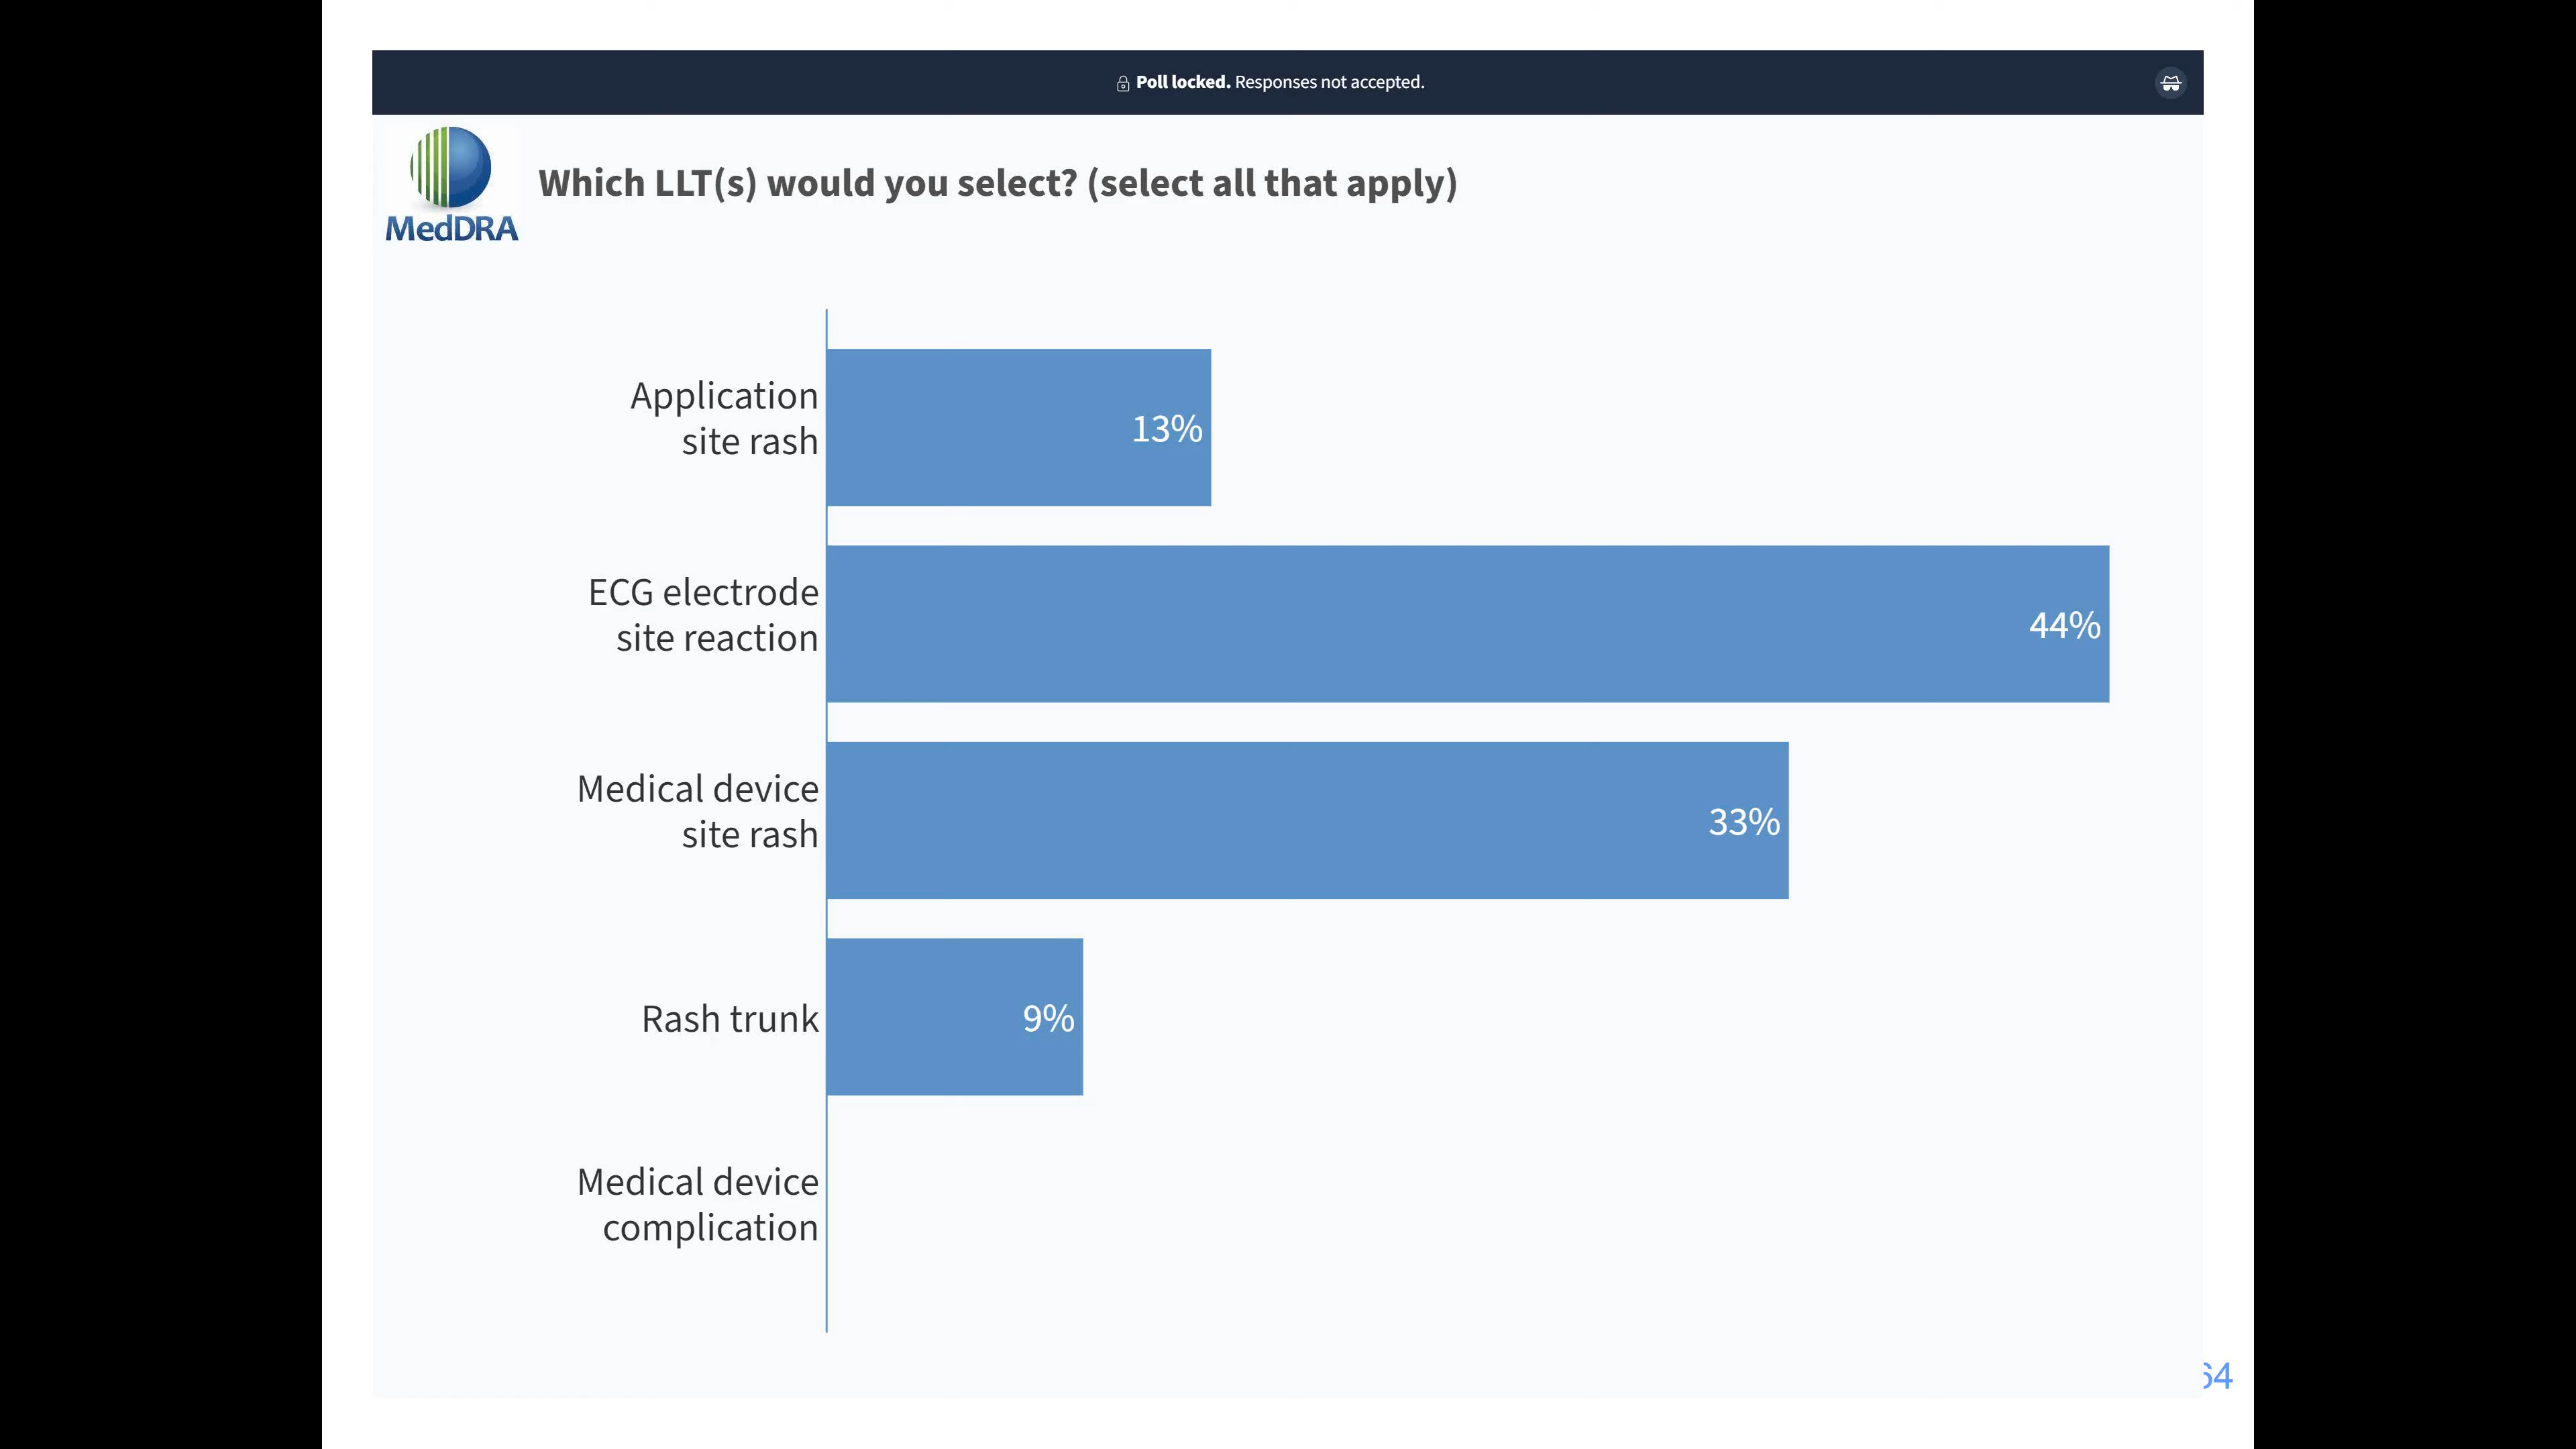 Poll locked. Responses not accepted.
MedDRA
Which LLT(s) would you select? (select all that apply)
Application
site rash
13%
ECG electrode
site reaction
44%
Medical device
site rash
33%
Rash trunk
9%
Medical device
complication